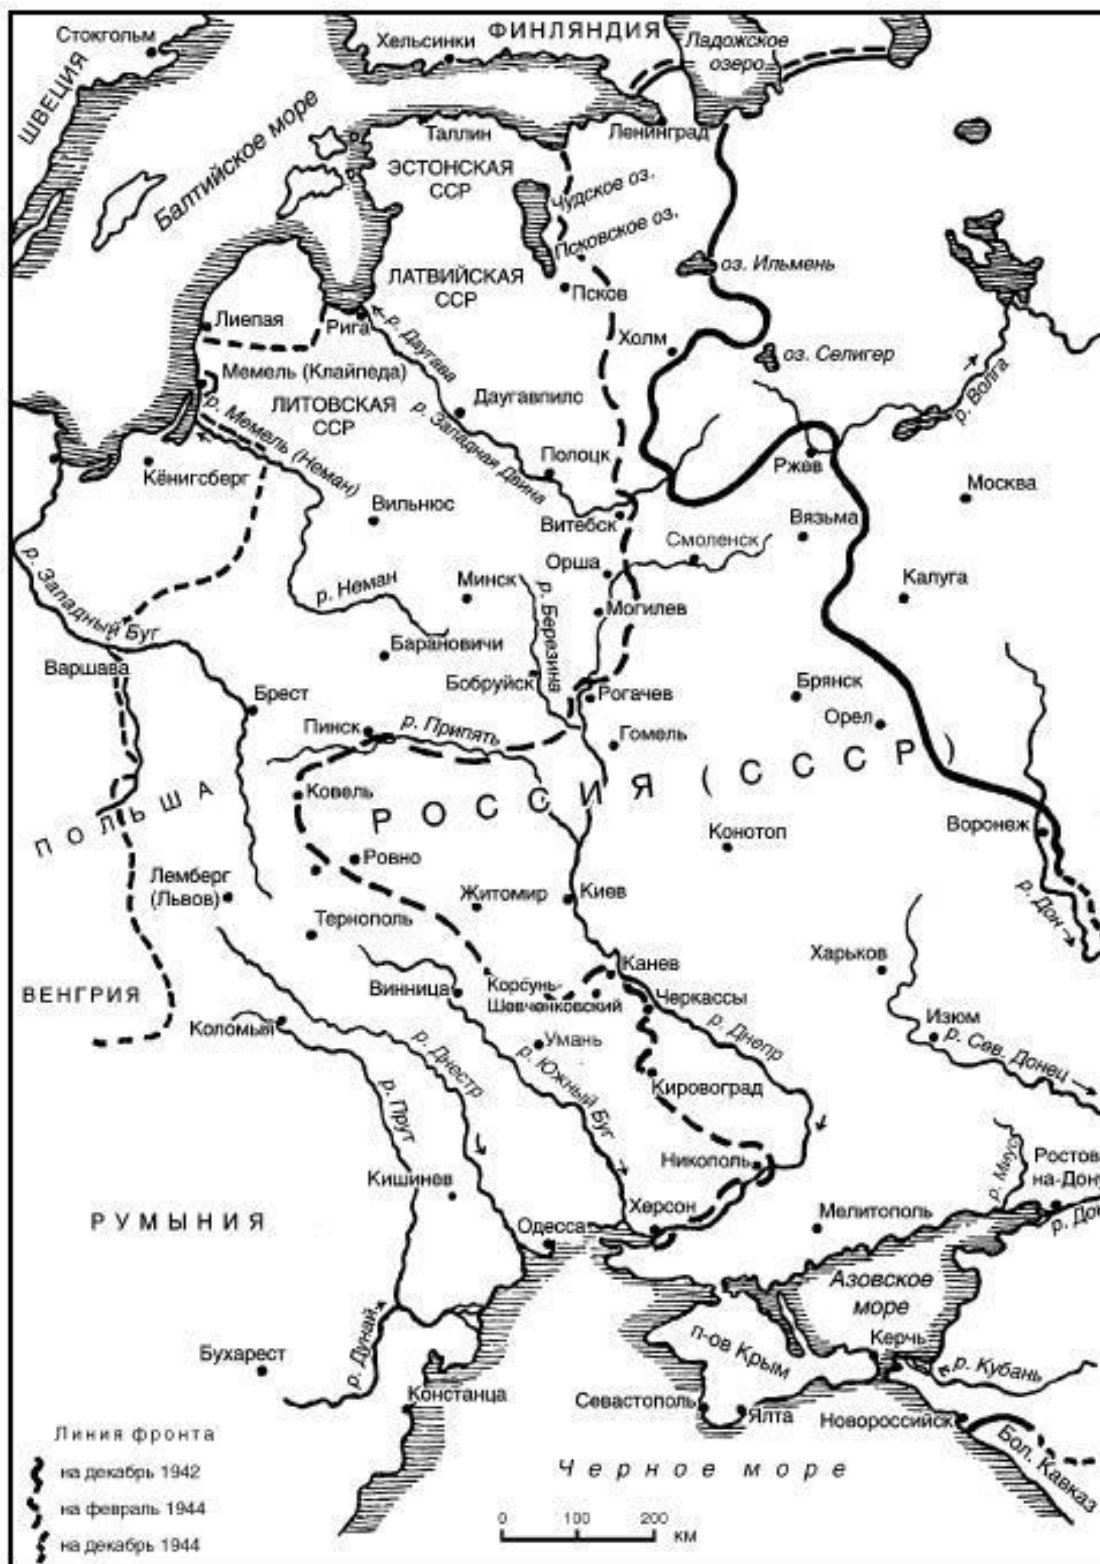 Стокгольм
ШВЕЦИЯ
Хельсинки
ФИНЛЯНДИЯ
Ладожское
озеро
Балтийское море
Таллин
Ленинград
ЭСТОНСКАЯ
ССР
Чудское оз.
Псковское оз.
оз. Ильмень
ЛАТВИЙСКАЯ
ССР
Псков
Лиепая
Рига
р. Даугава
Холм
оз. Селигер
Мемель (Клайпеда)
ЛИТОВСКАЯ
ССР
р. Мемель (Неман)
Даугавпилс
р. Западная Двина
р. Волга
Полоцк
Ржев
Кёнигсберг
Москва
Вильнюс
Витебск
Вязьма
Смоленск
Орша
р. Западный Буг
р. Неман
Минск
Калуга
р. Березина
Могилев
Барановичи
Варшава
Бобруйск
Рогачев
Брянск
Брест
Орел
Пинск
р. Припять
Гомель
РОССИЯ (СССР)
ПОЛЬША
Ковель
Конотоп
Воронеж
Ровно
Лемберг
(Львов)
Житомир
Киев
р. Дон
Тернополь
Харьков
Канев
ВЕНГРИЯ
Винница
Корсунь-
Шевченковский
Черкассы
Изюм
Коломыя
р. Днестр
Умань
р. Днепр
р. Сев. Донец
р. Южный Буг
Кировоград
р. Прут
Никополь
р. Миус
Ростов-
на-Дону
Кишинев
РУМЫНИЯ
Херсон
Мелитополь
р. Дон
Одесса
Азовское
море
р. Дунай
Бухарест
п-ов Крым
Керчь
р. Кубань
Констанца
Севастополь
Ялта
Новороссийск
Бол. Кавказ
Черное море
Линия фронта
на декабрь 1942
на февраль 1944
на декабрь 1944
0 100 200
км